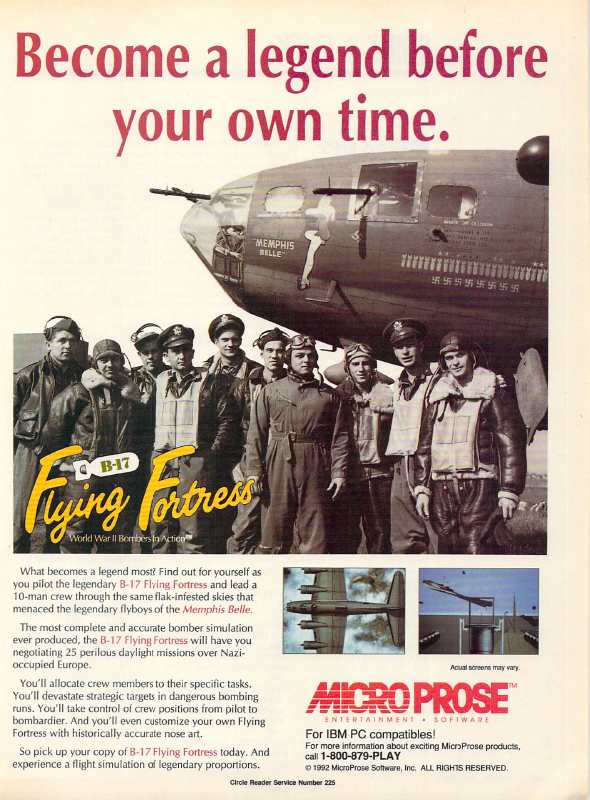 Become a legend before
your own time.
"MEMPHIS
BELLE"
B-17
Flying Fortress
World War II Bombers in Action™
What becomes a legend most? Find out for yourself as
you pilot the legendary B-17 Flying Fortress and lead a
10-man crew through the same flak-infested skies that
menaced the legendary flyboys of the Memphis Belle.
The most complete and accurate bomber simulation
ever produced, the B-17 Flying Fortress will have you
negotiating 25 perilous daylight missions over Nazi-
occupied Europe.
You'll allocate crew members to their specific tasks.
You'll devastate strategic targets in dangerous bombing
runs. You'll take control of crew positions from pilot to
bombardier. And you'll even customize your own Flying
Fortress with historically accurate nose art.
So pick up your copy of B-17 Flying Fortress today. And
experience a flight simulation of legendary proportions.
Actual screens may vary.
MICROPROSE™
ENTERTAINMENT • SOFTWARE
For IBM PC compatibles!
For more information about exciting MicroProse products,
call 1-800-879-PLAY
© 1992 MicroProse Software, Inc. ALL RIGHTS RESERVED.
Circle Reader Service Number 225